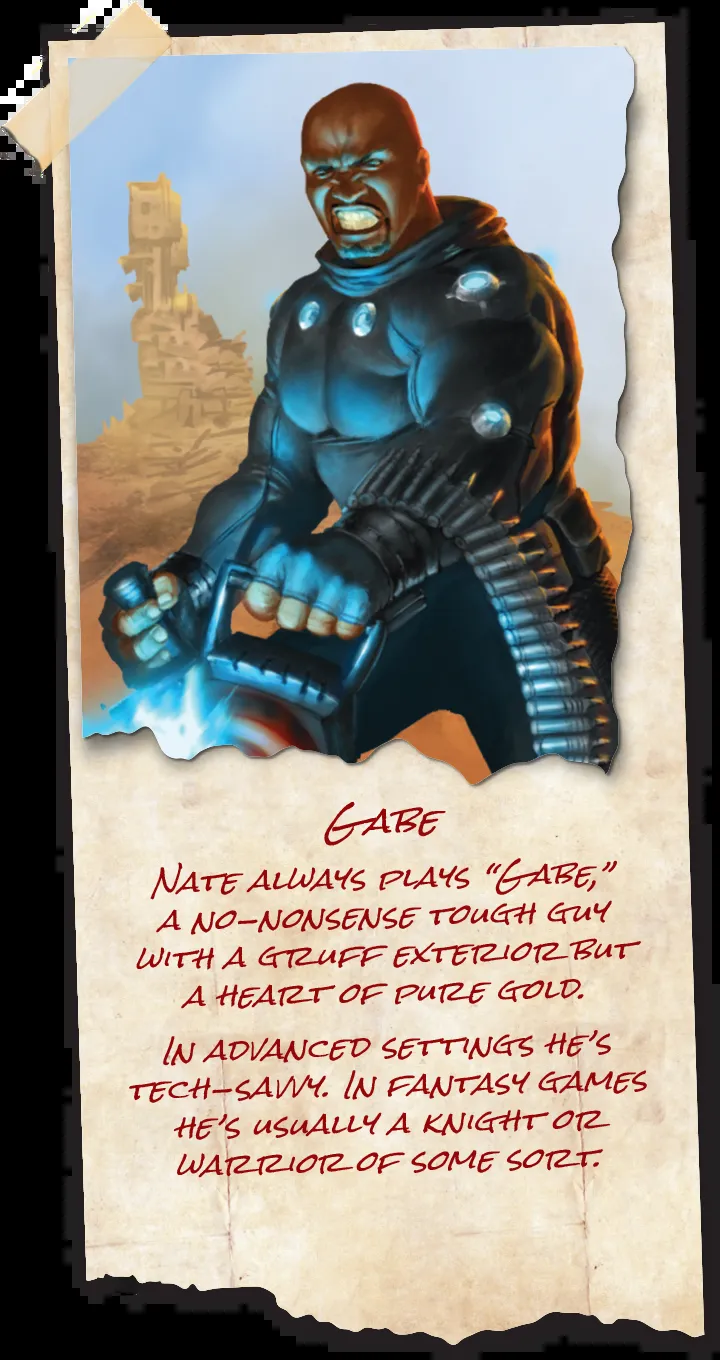 Gabe
Nate always plays “Gabe,”
a no-nonsense tough guy
with a gruff exterior but
a heart of pure gold.
In advanced settings he’s
tech-savvy. In fantasy games
he’s usually a knight or
warrior of some sort.